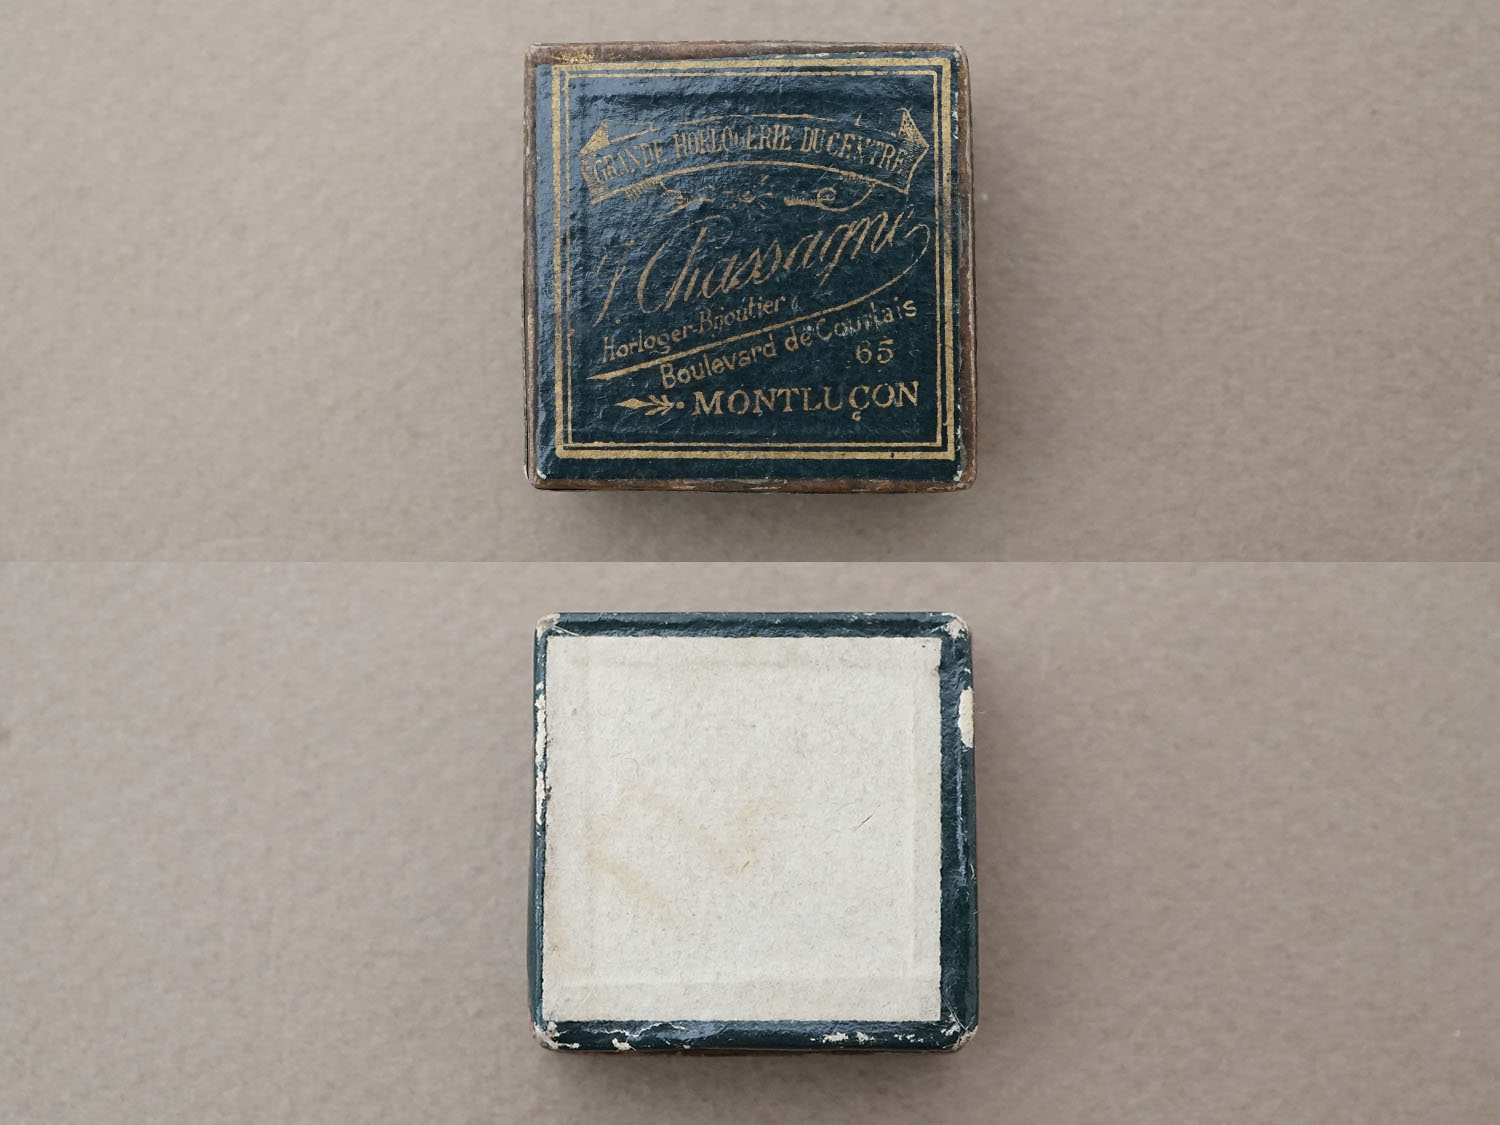 GRANDE HORLOGERIE DU CENTRE
J. Chassagne
Horloger-Bijoutier
Boulevard de Courtais
65
MONTLUÇON